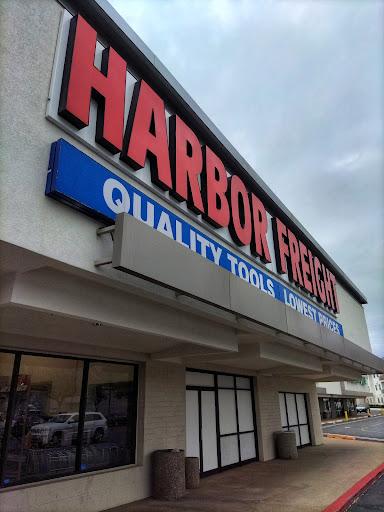 HARBOR FREIGHT
QUALITY TOOLS LOWEST PRICES